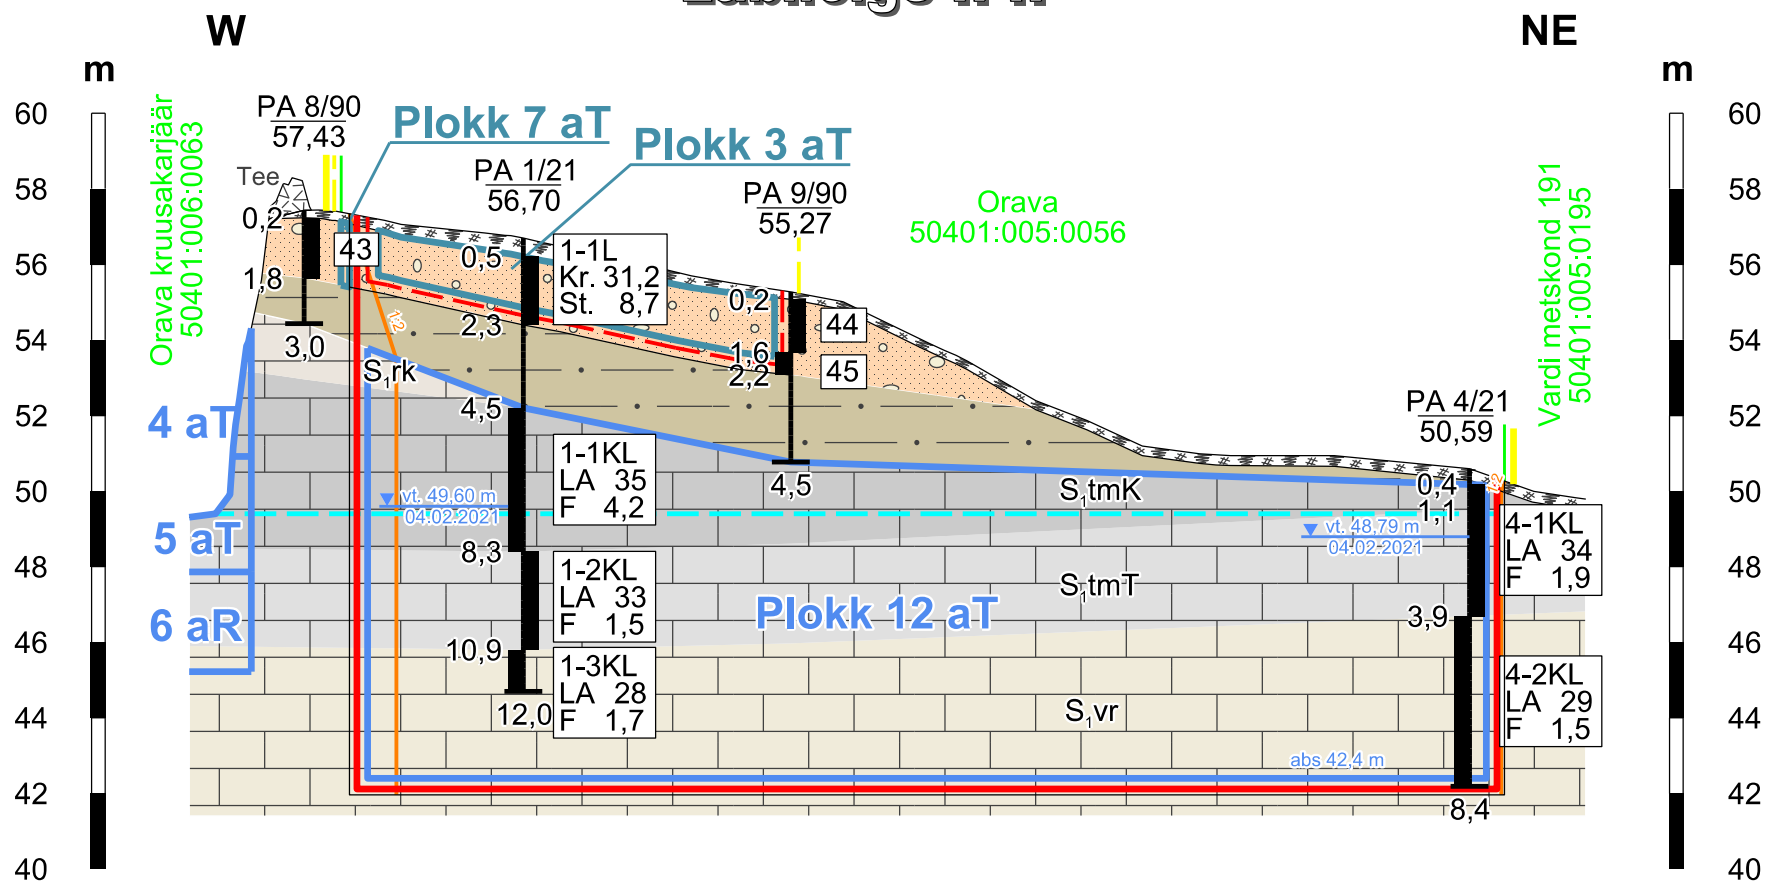 W
NE
m
m
60
58
56
54
52
50
48
46
44
42
40
60
58
56
54
52
50
48
46
44
42
40
Orava kruusakarjäär
50401:006:0063
PA 8/90
57,43
Tee
0,2
1,8
3,0
Plokk 7 aT
43
PA 1/21
56,70
Plokk 3 aT
0,5
2,3
4,5
8,3
10,9
12,0
1-1L
Kr. 31,2
St. 8,7
1-1KL
LA 35
F 4,2
1-2KL
LA 33
F 1,5
1-3KL
LA 28
F 1,7
PA 9/90
55,27
0,2
1,6
2,2
4,5
44
45
Orava
50401:005:0056
1:2
S₁rk
4 aT
5 aT
6 aR
vt. 49,60 m
04.02.2021
S₁tmK
S₁tmT
Plokk 12 aT
S₁vr
vt. 48,79 m
04.02.2021
abs 42,4 m
PA 4/21
50,59
0,4
1,1
3,9
8,4
1:2
4-1KL
LA 34
F 1,9
4-2KL
LA 29
F 1,5
Vardi metskond 191
50401:005:0195